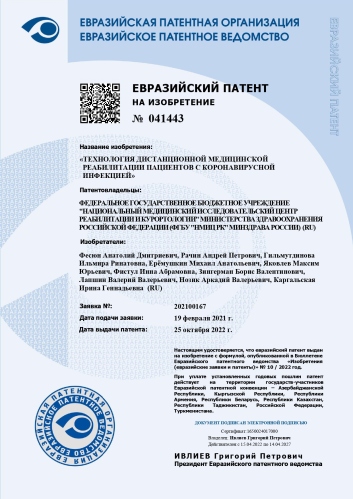 ЕВРАЗИЙСКАЯ ПАТЕНТНАЯ ОРГАНИЗАЦИЯ
ЕВРАЗИЙСКОЕ ПАТЕНТНОЕ ВЕДОМСТВО
ЕВРАЗИЙСКИЙ ПАТЕНТ
ЕВРАЗИЙСКИЙ ПАТЕНТ
НА ИЗОБРЕТЕНИЕ
№ 041443
Название изобретения:
«ТЕХНОЛОГИЯ ДИСТАНЦИОННОЙ МЕДИЦИНСКОЙ
РЕАБИЛИТАЦИИ ПАЦИЕНТОВ С КОРОНАВИРУСНОЙ
ИНФЕКЦИЕЙ»
Патентовладельцы:
ФЕДЕРАЛЬНОЕ ГОСУДАРСТВЕННОЕ БЮДЖЕТНОЕ УЧРЕЖДЕНИЕ
"НАЦИОНАЛЬНЫЙ МЕДИЦИНСКИЙ ИССЛЕДОВАТЕЛЬСКИЙ ЦЕНТР
РЕАБИЛИТАЦИИ И КУРОРТОЛОГИИ" МИНИСТЕРСТВА ЗДРАВООХРАНЕНИЯ
РОССИЙСКОЙ ФЕДЕРАЦИИ (ФГБУ "НМИЦ РК" МИНЗДРАВА РОССИИ) (RU)
Изобретатели:
Фесюн Анатолий Дмитриевич, Рачин Андрей Петрович, Гильмутдинова
Ильмира Ринатовна, Ерёмушкин Михаил Анатольевич, Яковлев Максим
Юрьевич, Фистул Инна Абрамовна, Зингерман Борис Валентинович,
Лапшин Валерий Валерьевич, Нозик Аркадий Валерьевич, Каргальская
Ирина Геннадьевна (RU)
Заявка №: 202100167
Дата подачи заявки: 19 февраля 2021 г.
Дата выдачи патента: 25 октября 2022 г.
Настоящим удостоверяется, что евразийский патент выдан
на изобретение с формулой, опубликованной в Бюллетене
Евразийского патентного ведомства «Изобретения
(евразийские заявки и патенты)» № 10 / 2022 год.
При уплате установленных годовых пошлин патент
действует на территории государств-участников
Евразийской патентной конвенции – Азербайджанской
Республики, Кыргызской Республики, Республики
Армения, Республики Беларусь, Республики Казахстан,
Республики Таджикистан, Российской Федерации,
Туркменистана.
ДОКУМЕНТ ПОДПИСАН ЭЛЕКТРОННОЙ ПОДПИСЬЮ
Владелец: Ивлиев Григорий Петрович
ИВЛИЕВ Григорий Петрович
Президент Евразийского патентного ведомства
ЕВРАЗИЙСКАЯ ПАТЕНТНАЯ ОРГАНИЗАЦИЯ
ЕВРАЗИЙСКОЕ ПАТЕНТНОЕ ВЕДОМСТВО